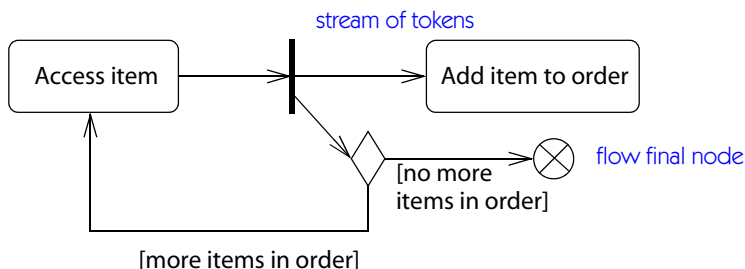 stream of tokens
Access item
Add item to order
flow final node
[no more
items in order]
[more items in order]